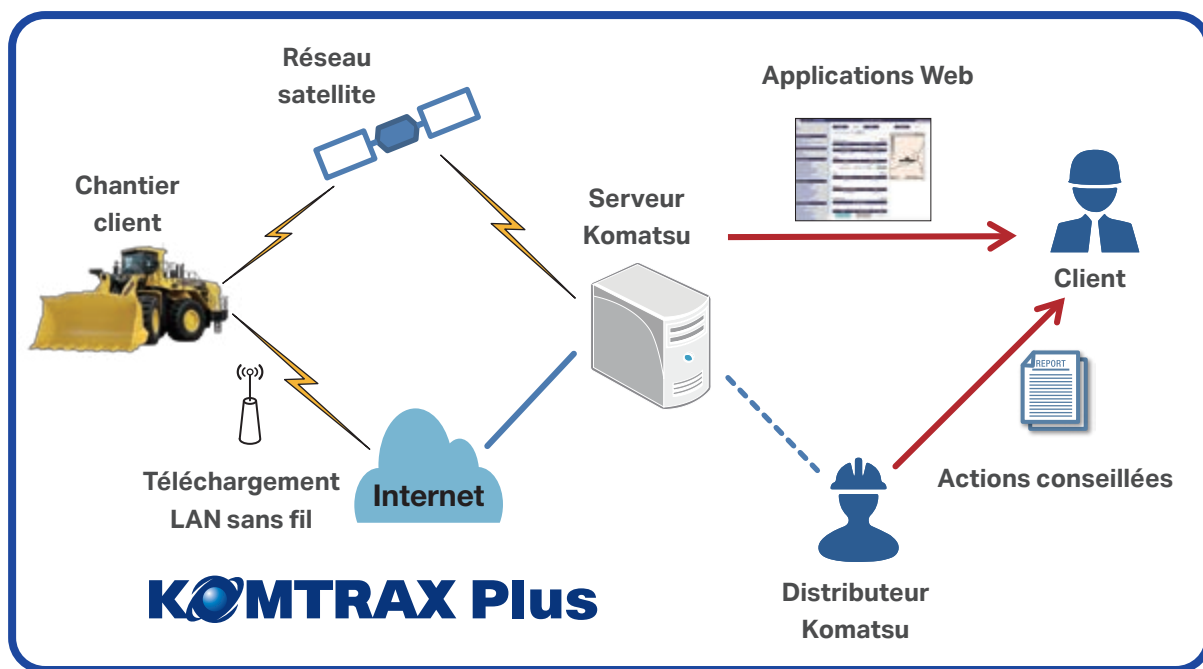 Réseau
satellite
Applications Web
Chantier
client
Serveur
Komatsu
Client
REPORT
Téléchargement
LAN sans fil
Internet
Actions conseillées
KOMTRAX Plus
Distributeur
Komatsu